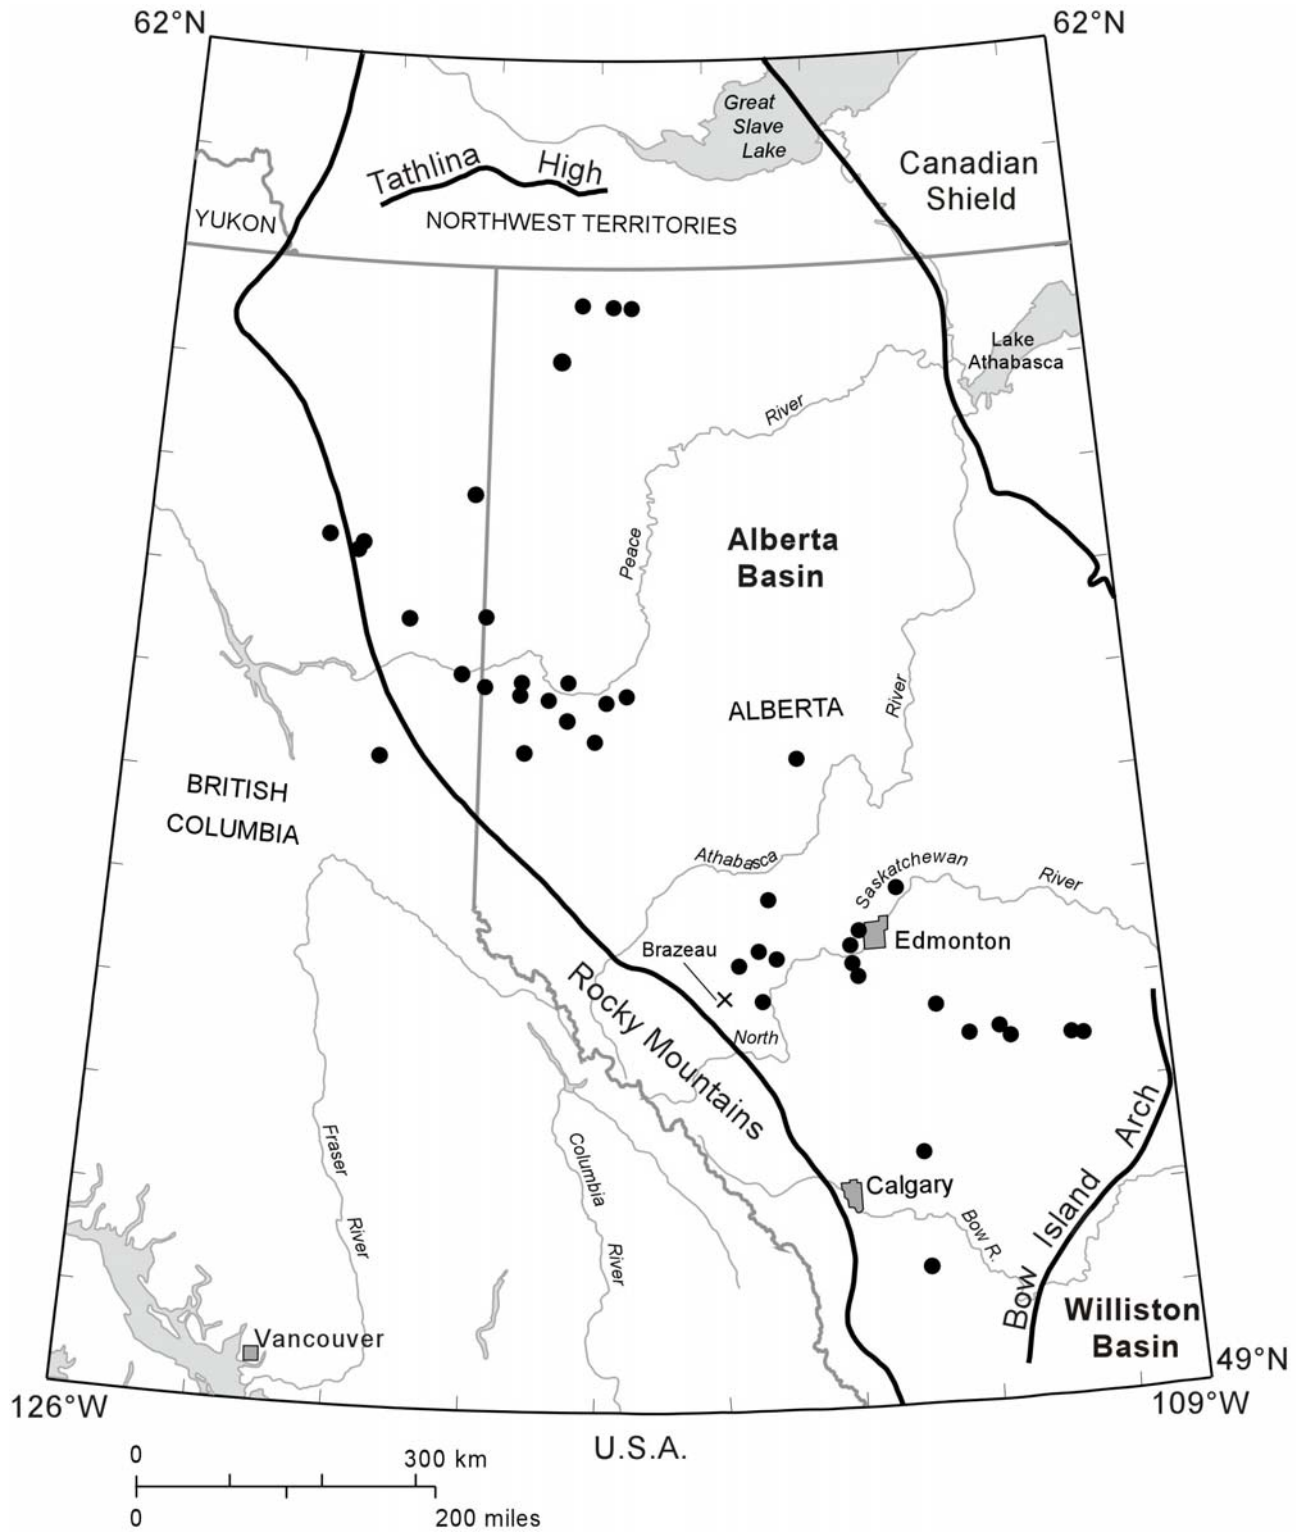 62°N
62°N
Great
Slave
Lake
Tathlina High
Canadian
Shield
YUKON
NORTHWEST TERRITORIES
Lake
Athabasca
River
Peace
Alberta
Basin
ALBERTA
River
BRITISH
COLUMBIA
Athabasca
Saskatchewan
River
Brazeau
Edmonton
North
Rocky Mountains
Fraser
River
Columbia
River
Calgary
Bow R.
Bow Island Arch
Williston
Basin
Vancouver
49°N
126°W
109°W
U.S.A.
0 300 km
0 200 miles